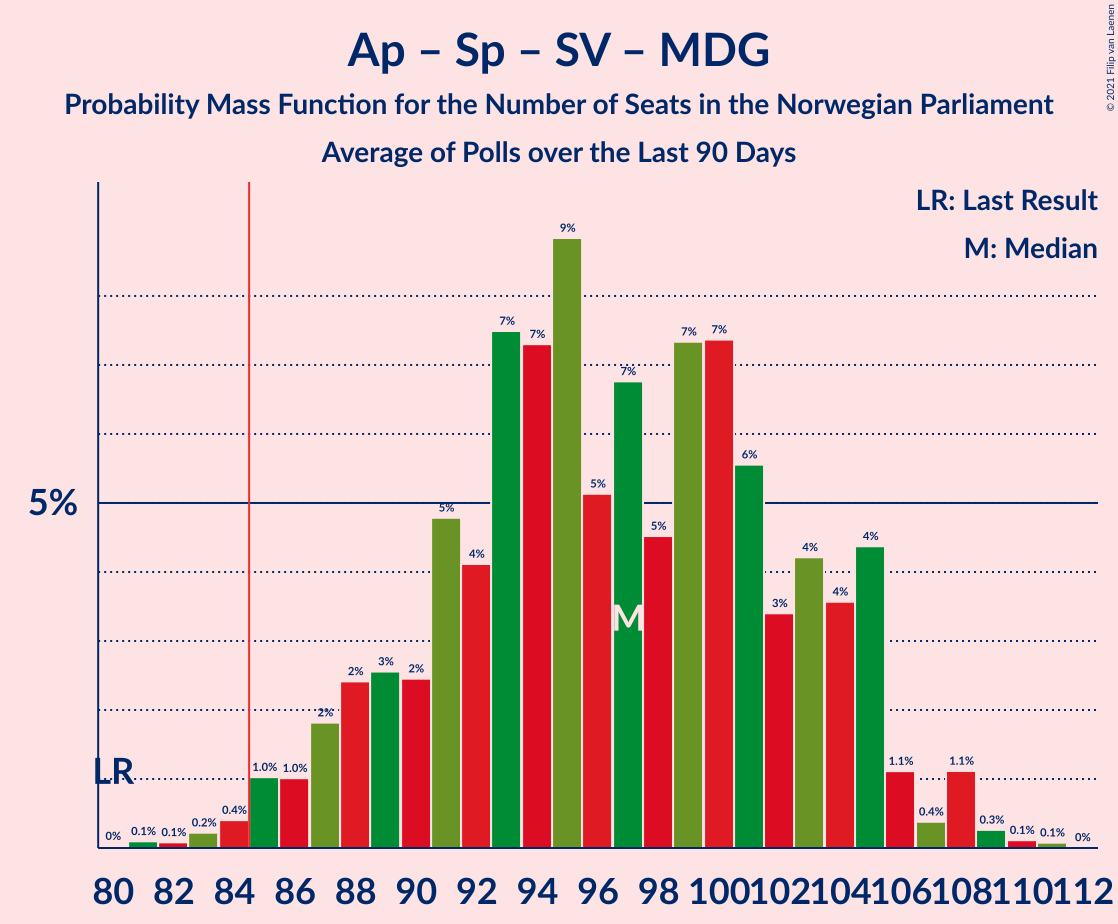 Ap – Sp – SV – MDG
Probability Mass Function for the Number of Seats in the Norwegian Parliament
Average of Polls over the Last 90 Days
© 2021 Filip van Laenen
LR: Last Result
M: Median
5%
0% 0.1% 0.1% 0.2% 0.4% 1.0% 1.0% 2% 2% 3% 2% 5% 4% 7% 7% 9% 5% 7% 5% 7% 7% 6% 3% 4% 4% 4% 1.1% 0.4% 1.1% 0.3% 0.1% 0.1% 0%
M
LR
80 82 84 86 88 90 92 94 96 98 100 102 104 106 108 110 112